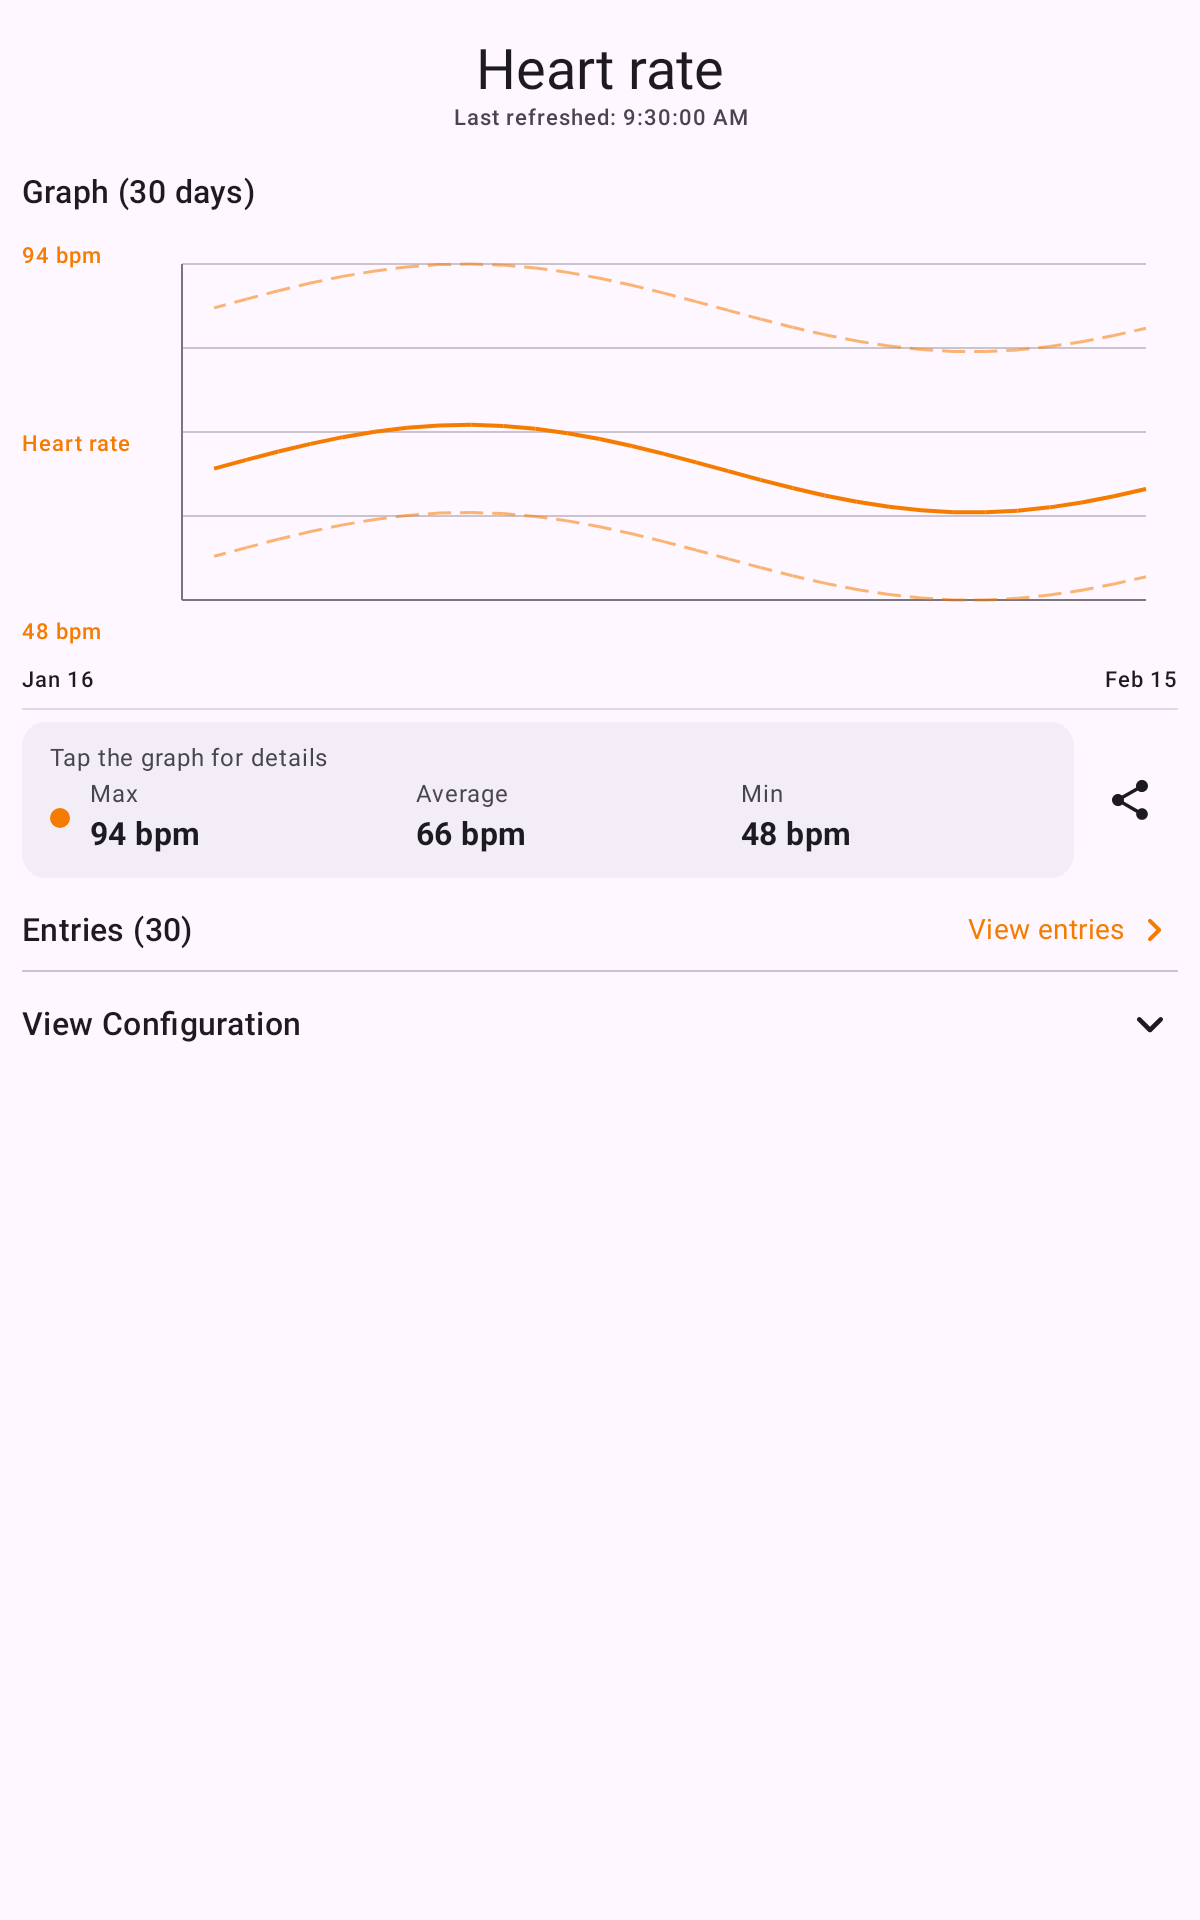 Heart rate
Last refreshed: 9:30:00 AM
Graph (30 days)
94 bpm
Heart rate
48 bpm
Jan 16 Feb 15
Tap the graph for details
Max Average Min
94 bpm 66 bpm 48 bpm
Entries (30) View entries
View Configuration